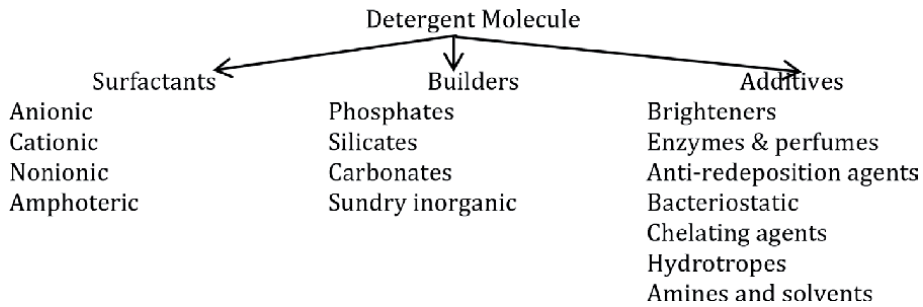 Detergent Molecule
Surfactants
Anionic
Cationic
Nonionic
Amphoteric
Builders
Phosphates
Silicates
Carbonates
Sundry inorganic
Additives
Brighteners
Enzymes & perfumes
Anti-redeposition agents
Bacteriostatic
Chelating agents
Hydrotropes
Amines and solvents